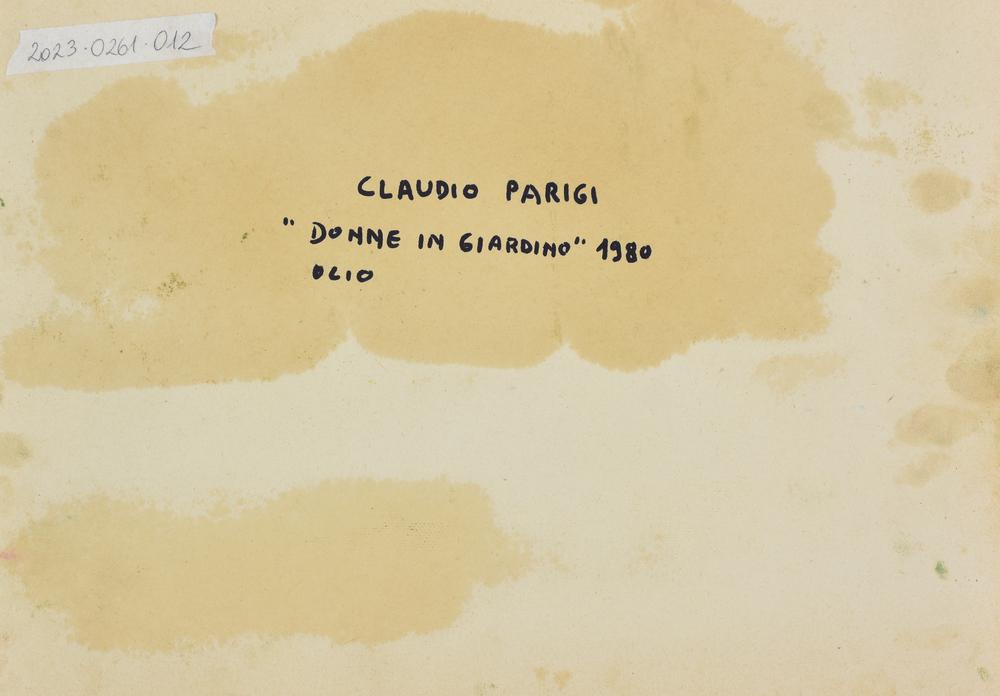 2023·0261·012
CLAUDIO PARIGI
"DONNE IN GIARDINO" 1980
OLIO